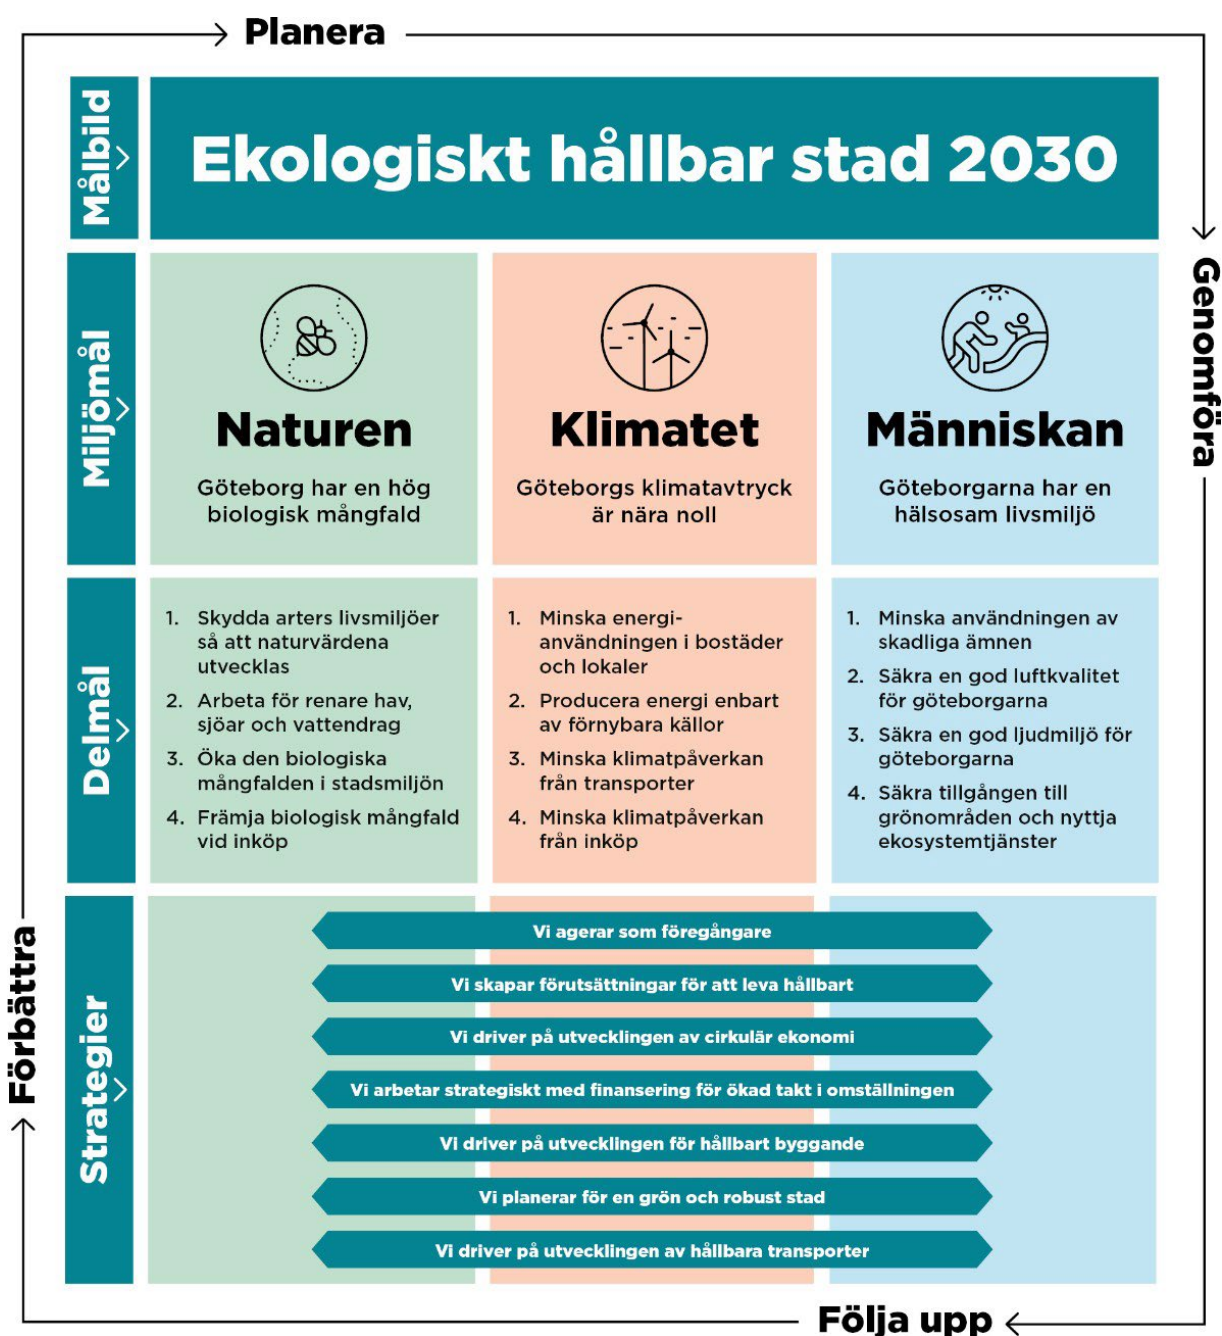 Planera
Målbild
Ekologiskt hållbar stad 2030
Genomföra
Miljömål
Naturen
Göteborg har en hög
biologisk mångfald
Klimatet
Göteborgs klimatavtryck
är nära noll
Människan
Göteborgarna har en
hälsosam livsmiljö
Delmål
1. Skydda arters livsmiljöer
så att naturvärdena
utvecklas
2. Arbeta för renare hav,
sjöar och vattendrag
3. Öka den biologiska
mångfalden i stadsmiljön
4. Främja biologisk mångfald
vid inköp
1. Minska energi-
användningen i bostäder
och lokaler
2. Producera energi enbart
av förnybara källor
3. Minska klimatpåverkan
från transporter
4. Minska klimatpåverkan
från inköp
1. Minska användningen av
skadliga ämnen
2. Säkra en god luftkvalitet
för göteborgarna
3. Säkra en god ljudmiljö för
göteborgarna
4. Säkra tillgången till
grönområden och nyttja
ekosystemtjänster
Förbättra
Strategier
Vi agerar som föregångare
Vi skapar förutsättningar för att leva hållbart
Vi driver på utvecklingen av cirkulär ekonomi
Vi arbetar strategiskt med finansering för ökad takt i omställningen
Vi driver på utvecklingen för hållbart byggande
Vi planerar för en grön och robust stad
Vi driver på utvecklingen av hållbara transporter
Följa upp